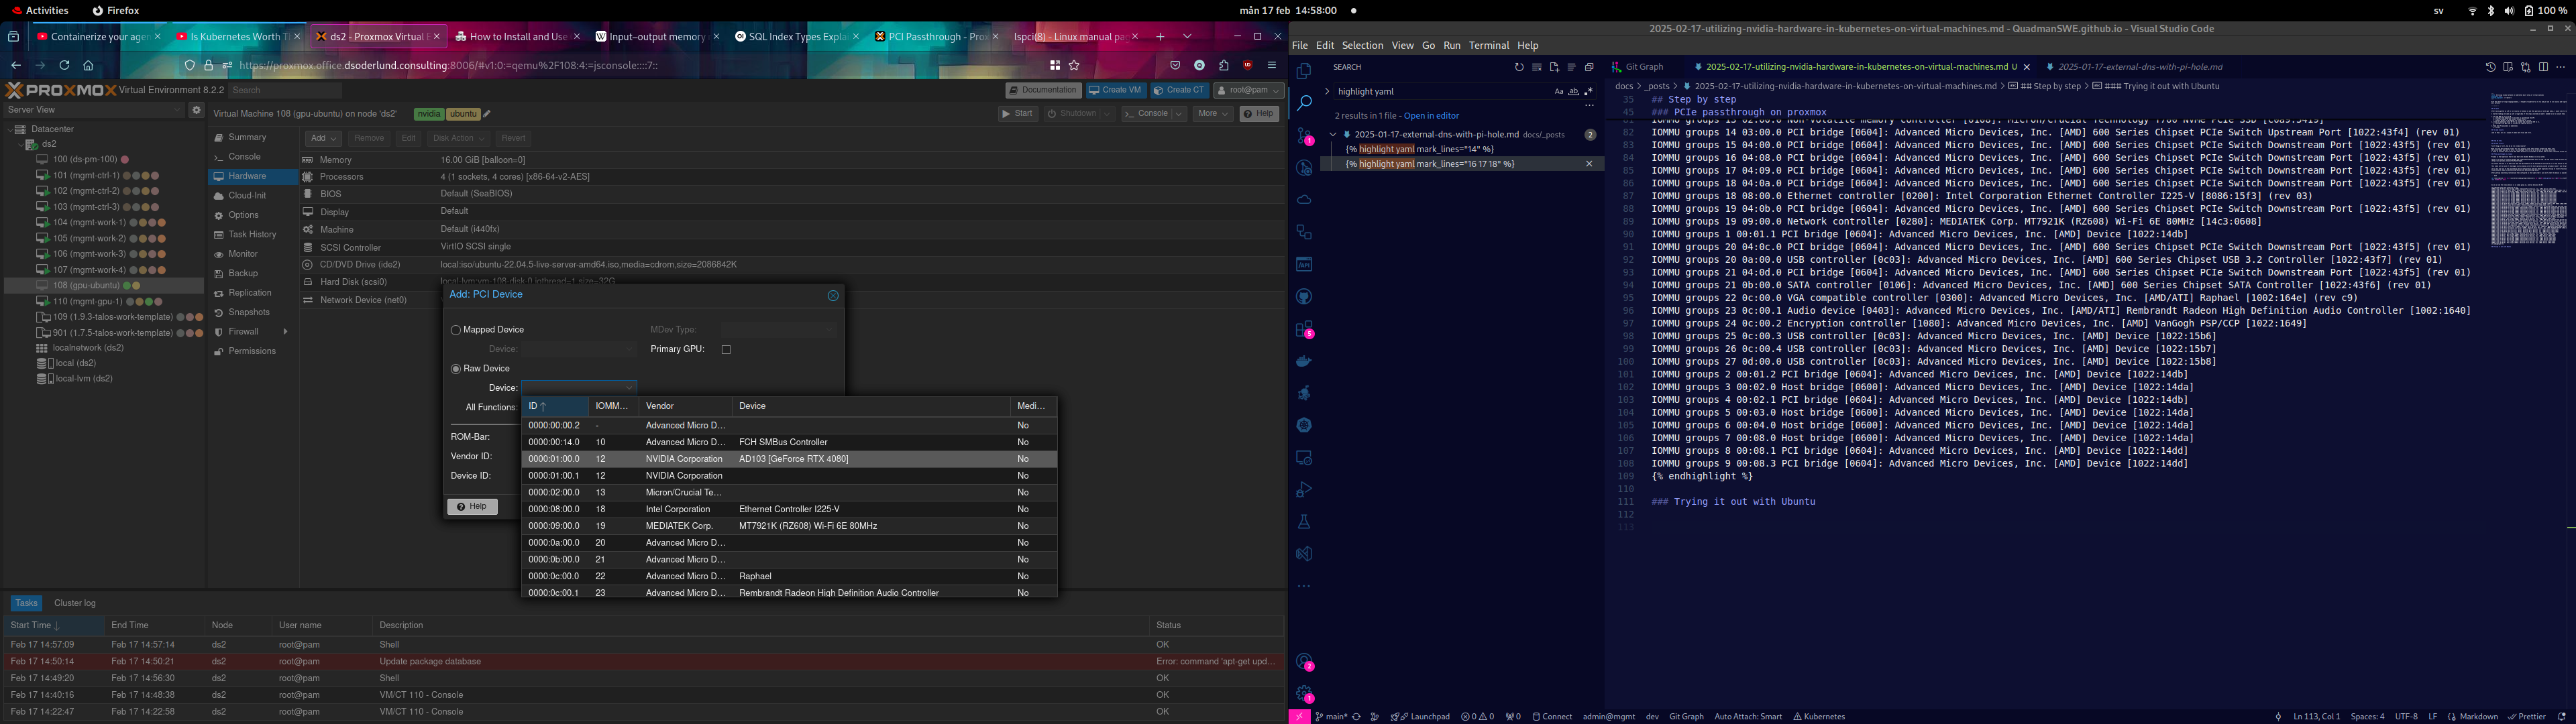 Activities
Firefox
mån 17 feb 14:58:00
sv
100 %
Containerize your agen
Is Kubernetes Worth Th
ds2 - Proxmox Virtual E
How to Install and Use
Input–output memory
SQL Index Types Explain
PCI Passthrough - Prox
lspci(8) - Linux manual pag
https://proxmox.office.dsoderlund.consulting:8006/#v1:0:=qemu%2F108:4:=jsconsole::::7::
PROXMOX Virtual Environment 8.2.2
Search
Documentation
Create VM
Create CT
root@pam
Server View
Datacenter
ds2
100 (ds-pm-100)
101 (mgmt-ctrl-1)
102 (mgmt-ctrl-2)
103 (mgmt-ctrl-3)
104 (mgmt-work-1)
105 (mgmt-work-2)
106 (mgmt-work-3)
107 (mgmt-work-4)
108 (gpu-ubuntu)
110 (mgmt-gpu-1)
109 (1.9.3-talos-work-template)
901 (1.7.5-talos-work-template)
localnetwork (ds2)
local (ds2)
local-lvm (ds2)
Virtual Machine 108 (gpu-ubuntu) on node 'ds2'
nvidia
ubuntu
Start
Shutdown
Console
More
Help
Summary
Console
Hardware
Cloud-Init
Options
Task History
Monitor
Backup
Replication
Snapshots
Firewall
Permissions
Add
Remove
Edit
Disk Action
Revert
Memory 16.00 GiB [balloon=0]
Processors 4 (1 sockets, 4 cores) [x86-64-v2-AES]
BIOS Default (SeaBIOS)
Display Default
Machine Default (i440fx)
SCSI Controller VirtIO SCSI single
CD/DVD Drive (ide2) local:iso/ubuntu-22.04.5-live-server-amd64.iso,media=cdrom,size=2086842K
Hard Disk (scsi0) local-lvm:vm-108-disk-0,iothread=1,size=32G
Network Device (net0)
Add: PCI Device
Mapped Device
MDev Type:
Device:
Primary GPU:
Raw Device
Device:
All Functions:
ROM-Bar:
Vendor ID:
Device ID:
Help
ID IOMM... Vendor Device Medi...
0000:00:00.2 - Advanced Micro D... No
0000:00:14.0 10 Advanced Micro D... FCH SMBus Controller No
0000:01:00.0 12 NVIDIA Corporation AD103 [GeForce RTX 4080] No
0000:01:00.1 12 NVIDIA Corporation No
0000:02:00.0 13 Micron/Crucial Te... No
0000:08:00.0 18 Intel Corporation Ethernet Controller I225-V No
0000:09:00.0 19 MEDIATEK Corp. MT7921K (RZ608) Wi-Fi 6E 80MHz No
0000:0a:00.0 20 Advanced Micro D... No
0000:0b:00.0 21 Advanced Micro D... No
0000:0c:00.0 22 Advanced Micro D... Raphael No
0000:0c:00.1 23 Advanced Micro D... Rembrandt Radeon High Definition Audio Controller No
Tasks
Cluster log
Start Time End Time Node User name Description Status
Feb 17 14:57:09 Feb 17 14:57:14 ds2 root@pam Shell OK
Feb 17 14:50:14 Feb 17 14:50:21 ds2 root@pam Update package database Error: command 'apt-get upd...
Feb 17 14:49:20 Feb 17 14:56:30 ds2 root@pam Shell OK
Feb 17 14:40:16 Feb 17 14:48:38 ds2 root@pam VM/CT 110 - Console OK
Feb 17 14:22:47 Feb 17 14:22:58 ds2 root@pam VM/CT 110 - Console OK
2025-02-17-utilizing-nvidia-hardware-in-kubernetes-on-virtual-machines.md - QuadmanSWE.github.io - Visual Studio Code
File Edit Selection View Go Run Terminal Help
SEARCH
highlight yaml
2 results in 1 file - Open in editor
2025-01-17-external-dns-with-pi-hole.md docs/_posts 2
{% highlight yaml mark_lines="14" %}
{% highlight yaml mark_lines="16 17 18" %}
Git Graph
2025-02-17-utilizing-nvidia-hardware-in-kubernetes-on-virtual-machines.md U
2025-01-17-external-dns-with-pi-hole.md
docs > _posts > 2025-02-17-utilizing-nvidia-hardware-in-kubernetes-on-virtual-machines.md > ## Step by step > ### Trying it out with Ubuntu
35 ## Step by step
45 ### PCIe passthrough on proxmox
82 IOMMU groups 14 03:00.0 PCI bridge [0604]: Advanced Micro Devices, Inc. [AMD] 600 Series Chipset PCIe Switch Upstream Port [1022:43f4] (rev 01)
83 IOMMU groups 15 04:00.0 PCI bridge [0604]: Advanced Micro Devices, Inc. [AMD] 600 Series Chipset PCIe Switch Downstream Port [1022:43f5] (rev 01)
84 IOMMU groups 16 04:08.0 PCI bridge [0604]: Advanced Micro Devices, Inc. [AMD] 600 Series Chipset PCIe Switch Downstream Port [1022:43f5] (rev 01)
85 IOMMU groups 17 04:09.0 PCI bridge [0604]: Advanced Micro Devices, Inc. [AMD] 600 Series Chipset PCIe Switch Downstream Port [1022:43f5] (rev 01)
86 IOMMU groups 18 04:0a.0 PCI bridge [0604]: Advanced Micro Devices, Inc. [AMD] 600 Series Chipset PCIe Switch Downstream Port [1022:43f5] (rev 01)
87 IOMMU groups 18 08:00.0 Ethernet controller [0200]: Intel Corporation Ethernet Controller I225-V [8086:15f3] (rev 03)
88 IOMMU groups 19 04:0b.0 PCI bridge [0604]: Advanced Micro Devices, Inc. [AMD] 600 Series Chipset PCIe Switch Downstream Port [1022:43f5] (rev 01)
89 IOMMU groups 19 09:00.0 Network controller [0280]: MEDIATEK Corp. MT7921K (RZ608) Wi-Fi 6E 80MHz [14c3:0608]
90 IOMMU groups 1 00:01.1 PCI bridge [0604]: Advanced Micro Devices, Inc. [AMD] Device [1022:14db]
91 IOMMU groups 20 04:0c.0 PCI bridge [0604]: Advanced Micro Devices, Inc. [AMD] 600 Series Chipset PCIe Switch Downstream Port [1022:43f5] (rev 01)
92 IOMMU groups 20 0a:00.0 USB controller [0c03]: Advanced Micro Devices, Inc. [AMD] 600 Series Chipset USB 3.2 Controller [1022:43f7] (rev 01)
93 IOMMU groups 21 04:0d.0 PCI bridge [0604]: Advanced Micro Devices, Inc. [AMD] 600 Series Chipset PCIe Switch Downstream Port [1022:43f5] (rev 01)
94 IOMMU groups 21 0b:00.0 SATA controller [0106]: Advanced Micro Devices, Inc. [AMD] 600 Series Chipset SATA Controller [1022:43f6] (rev 01)
95 IOMMU groups 22 0c:00.0 VGA compatible controller [0300]: Advanced Micro Devices, Inc. [AMD/ATI] Raphael [1002:164e] (rev c9)
96 IOMMU groups 23 0c:00.1 Audio device [0403]: Advanced Micro Devices, Inc. [AMD/ATI] Rembrandt Radeon High Definition Audio Controller [1002:1640]
97 IOMMU groups 24 0c:00.2 Encryption controller [1080]: Advanced Micro Devices, Inc. [AMD] VanGogh PSP/CCP [1022:1649]
98 IOMMU groups 25 0c:00.3 USB controller [0c03]: Advanced Micro Devices, Inc. [AMD] Device [1022:15b6]
99 IOMMU groups 26 0c:00.4 USB controller [0c03]: Advanced Micro Devices, Inc. [AMD] Device [1022:15b7]
100 IOMMU groups 27 0d:00.0 USB controller [0c03]: Advanced Micro Devices, Inc. [AMD] Device [1022:15b8]
101 IOMMU groups 2 00:01.2 PCI bridge [0604]: Advanced Micro Devices, Inc. [AMD] Device [1022:14db]
102 IOMMU groups 3 00:02.0 Host bridge [0600]: Advanced Micro Devices, Inc. [AMD] Device [1022:14da]
103 IOMMU groups 4 00:02.1 PCI bridge [0604]: Advanced Micro Devices, Inc. [AMD] Device [1022:14db]
104 IOMMU groups 5 00:03.0 Host bridge [0600]: Advanced Micro Devices, Inc. [AMD] Device [1022:14da]
105 IOMMU groups 6 00:04.0 Host bridge [0600]: Advanced Micro Devices, Inc. [AMD] Device [1022:14da]
106 IOMMU groups 7 00:08.0 Host bridge [0600]: Advanced Micro Devices, Inc. [AMD] Device [1022:14da]
107 IOMMU groups 8 00:08.1 PCI bridge [0604]: Advanced Micro Devices, Inc. [AMD] Device [1022:14dd]
108 IOMMU groups 9 00:08.3 PCI bridge [0604]: Advanced Micro Devices, Inc. [AMD] Device [1022:14dd]
109 {% endhighlight %}
110
111 ### Trying it out with Ubuntu
112
113
main*
Launchpad
0 0
0
Connect
admin@mgmt
dev
Git Graph
Auto Attach: Smart
Kubernetes
Ln 113, Col 1
Spaces: 4
UTF-8
LF
Markdown
Prettier